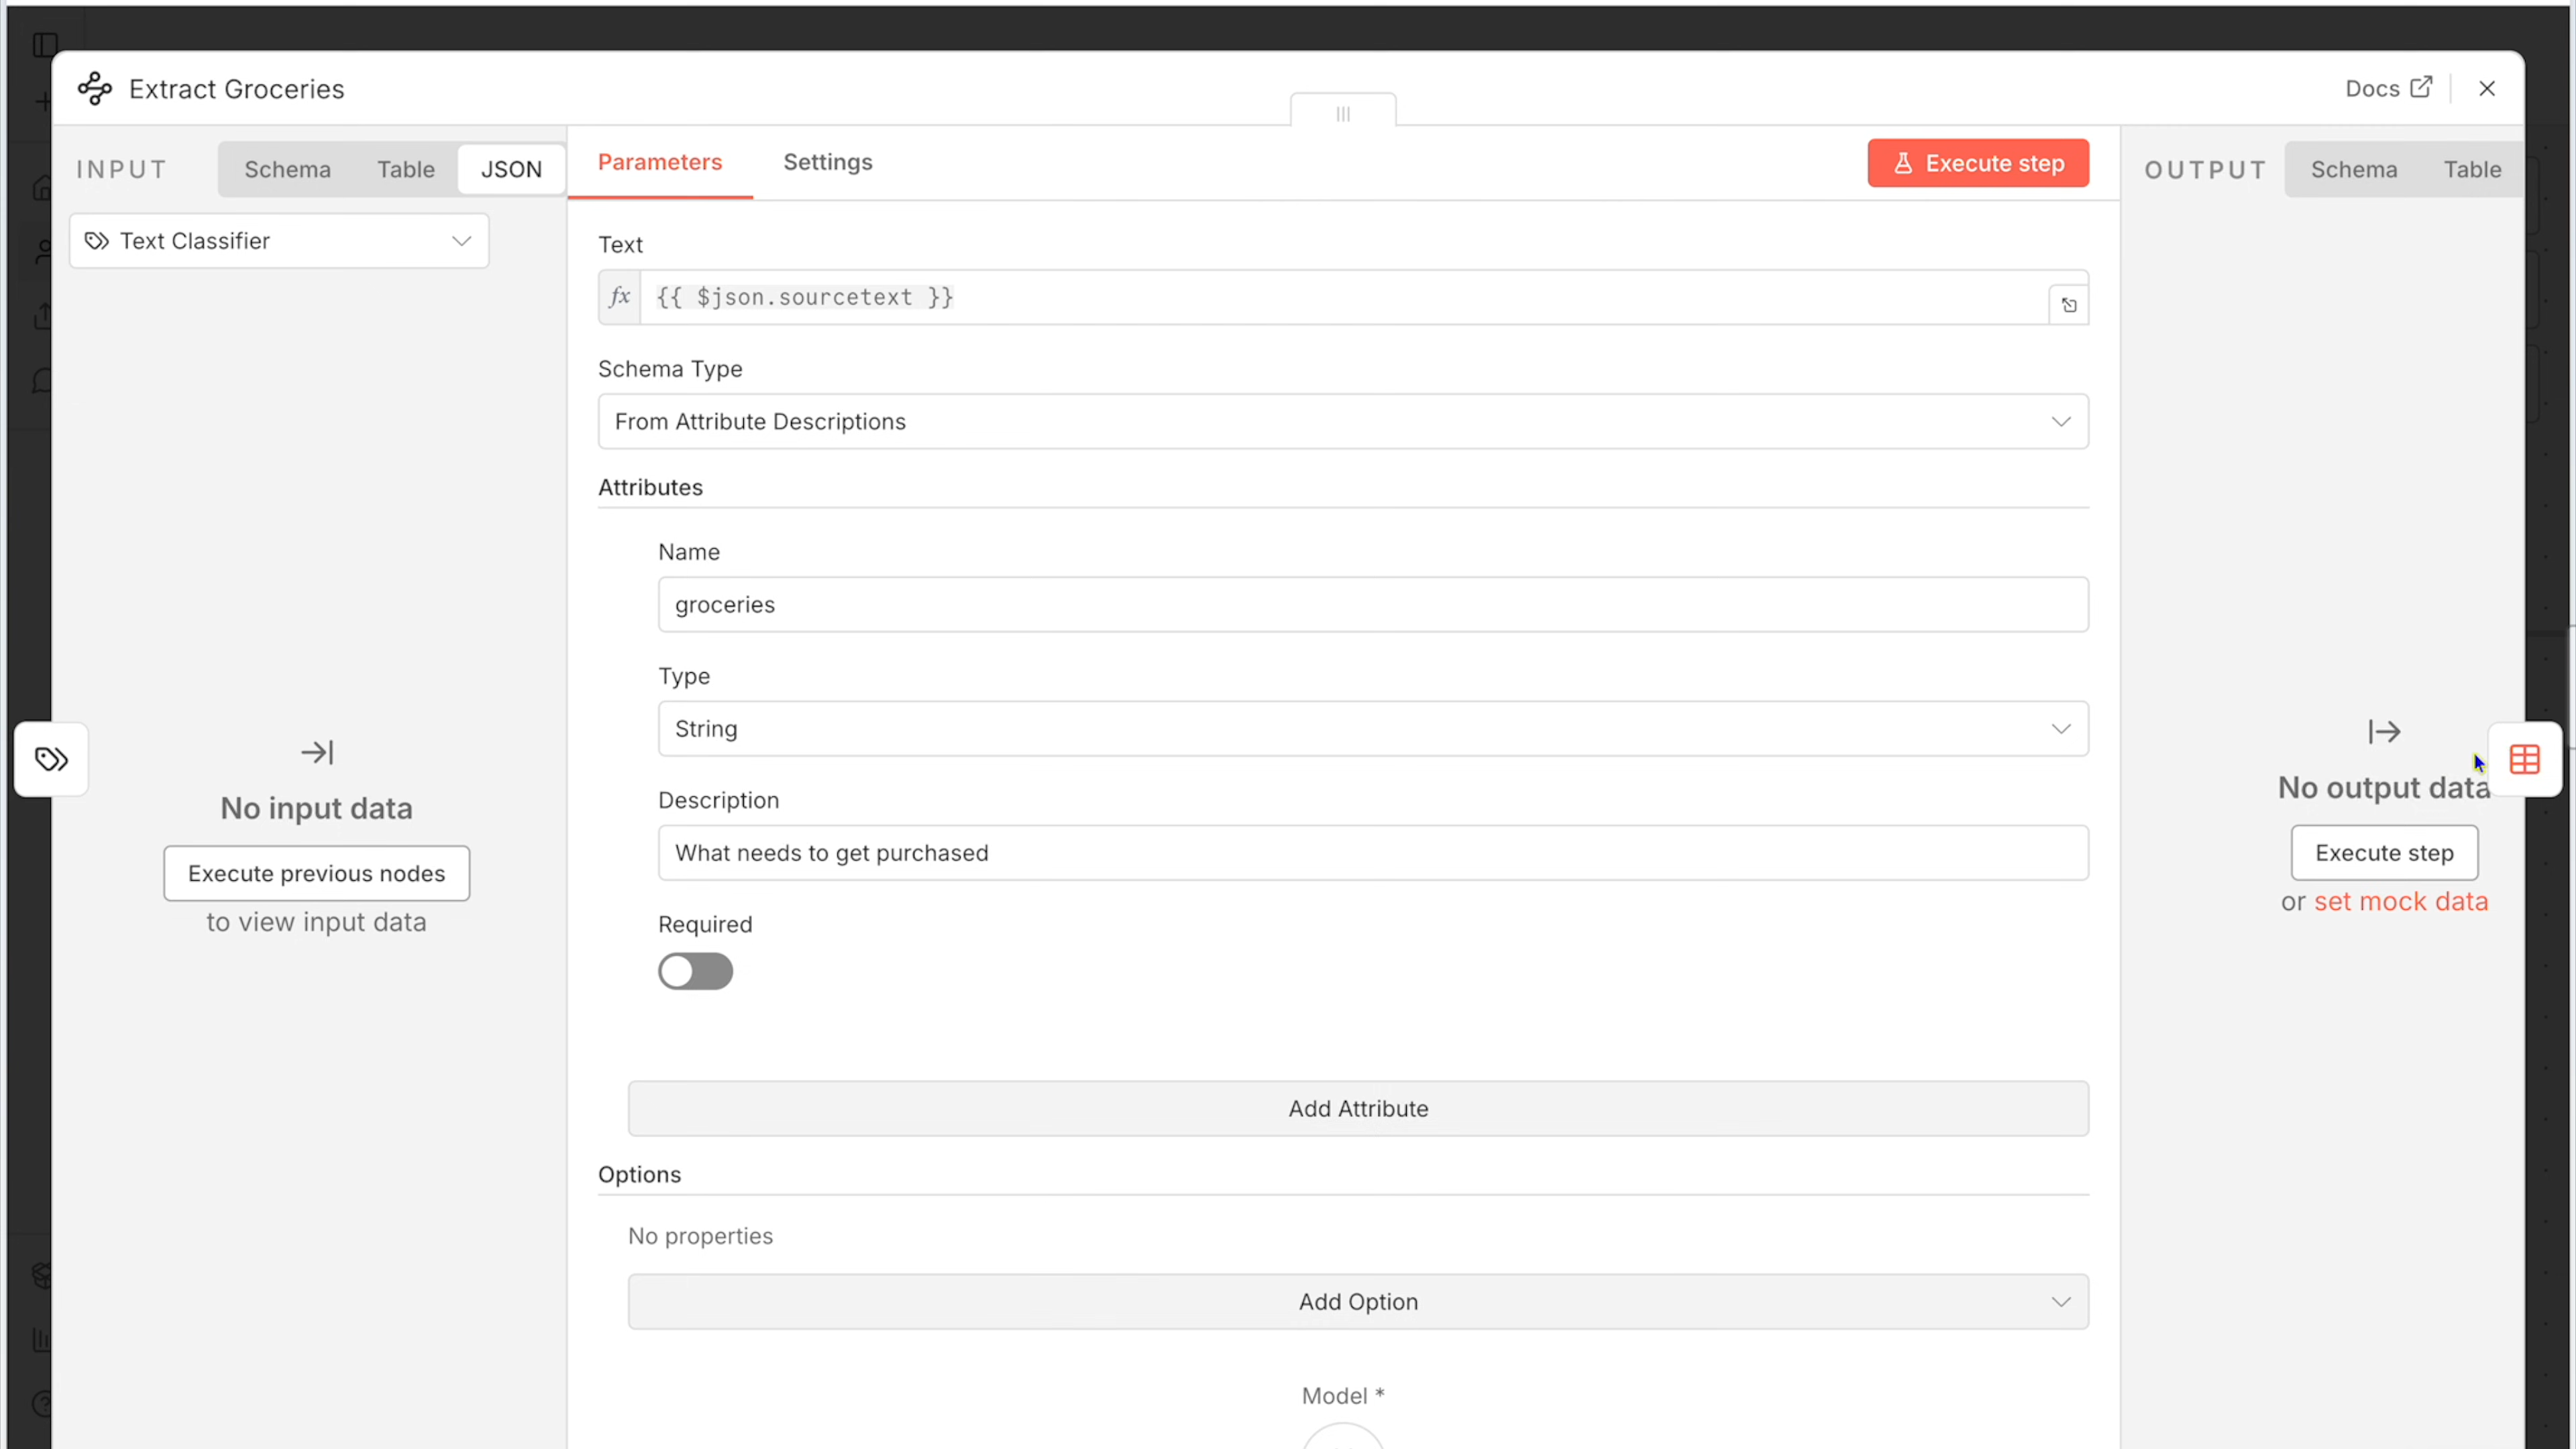 Extract Groceries
Docs
INPUT
Schema
Table
JSON
Parameters
Settings
Execute step
OUTPUT
Schema
Table
Text Classifier
Text
fx
{{ $json.sourcetext }}
Schema Type
From Attribute Descriptions
Attributes
Name
groceries
Type
String
Description
What needs to get purchased
Required
Add Attribute
Options
No properties
Add Option
Model *
No input data
Execute previous nodes
to view input data
No output data
Execute step
or set mock data